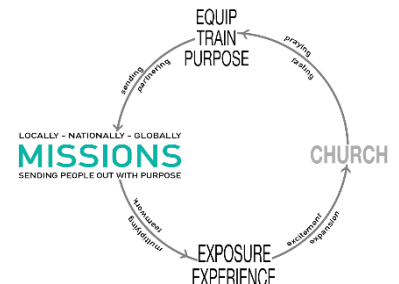 EQUIP
TRAIN
PURPOSE
praying
fasting
sending
partnering
LOCALLY - NATIONALLY - GLOBALLY
MISSIONS
SENDING PEOPLE OUT WITH PURPOSE
CHURCH
teamwork
multiplying
excitement
expansion
EXPOSURE
EXPERIENCE